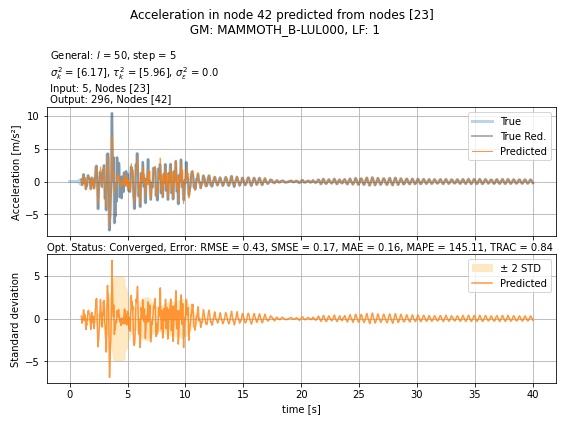 Acceleration in node 42 predicted from nodes [23]
GM: MAMMOTH_B-LUL000, LF: 1
General: l = 50, step = 5
σ²ₖ = [6.17], τ²ₖ = [5.96], σ²ε = 0.0
Input: 5, Nodes [23]
Output: 296, Nodes [42]
Acceleration [m/s²]
10
5
0
−5
True
True Red.
Predicted
Opt. Status: Converged, Error: RMSE = 0.43, SMSE = 0.17, MAE = 0.16, MAPE = 145.11, TRAC = 0.84
Standard deviation
5
0
−5
± 2 STD
Predicted
0 5 10 15 20 25 30 35 40
time [s]